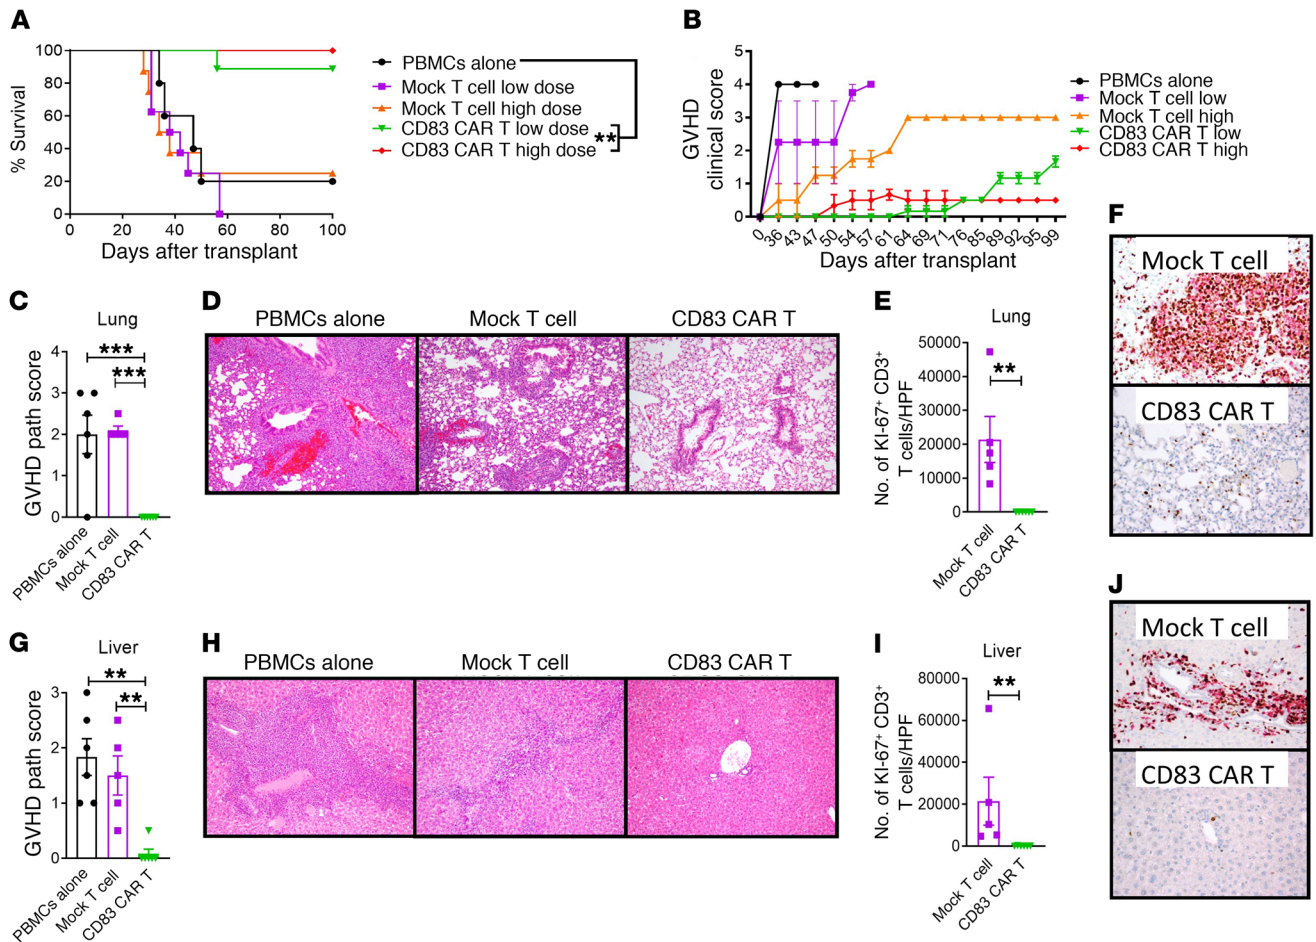 A
% Survival
100
80
60
40
20
0
0 20 40 60 80 100
Days after transplant
PBMCs alone
Mock T cell low dose
Mock T cell high dose
CD83 CAR T low dose
CD83 CAR T high dose
**
B
GVHD
clinical score
5
4
3
2
1
0
0 36 43 47 50 54 57 61 64 69 71 76 85 89 92 95 99
Days after transplant
PBMCs alone
Mock T cell low
Mock T cell high
CD83 CAR T low
CD83 CAR T high
C
Lung
GVHD path score
4
3
2
1
0
***
***
PBMCs alone
Mock T cell
CD83 CAR T
D
PBMCs alone
Mock T cell
CD83 CAR T
E
Lung
No. of KI-67⁺ CD3⁺
T cells/HPF
50000
40000
30000
20000
10000
0
**
Mock T cell
CD83 CAR T
F
Mock T cell
CD83 CAR T
G
Liver
GVHD path score
3
2
1
0
**
**
PBMCs alone
Mock T cell
CD83 CAR T
H
PBMCs alone
Mock T cell
CD83 CAR T
I
Liver
No. of KI-67⁺ CD3⁺
T cells/HPF
80000
60000
40000
20000
0
**
Mock T cell
CD83 CAR T
J
Mock T cell
CD83 CAR T